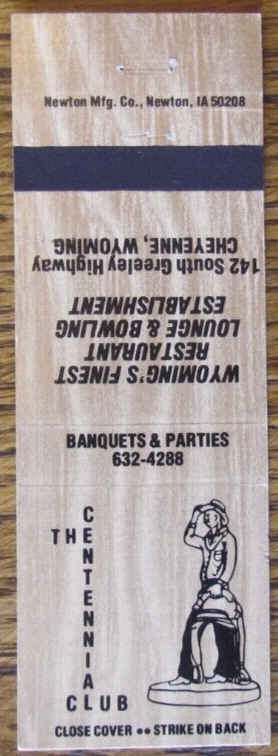 Newton Mfg. Co., Newton, IA 50208
WYOMING'S FINEST
RESTAURANT
LOUNGE & BOWLING
ESTABLISHMENT
142 South Greeley Highway
CHEYENNE, WYOMING
BANQUETS & PARTIES
632-4288
THE CENTENNIAL CLUB
CLOSE COVER •• STRIKE ON BACK